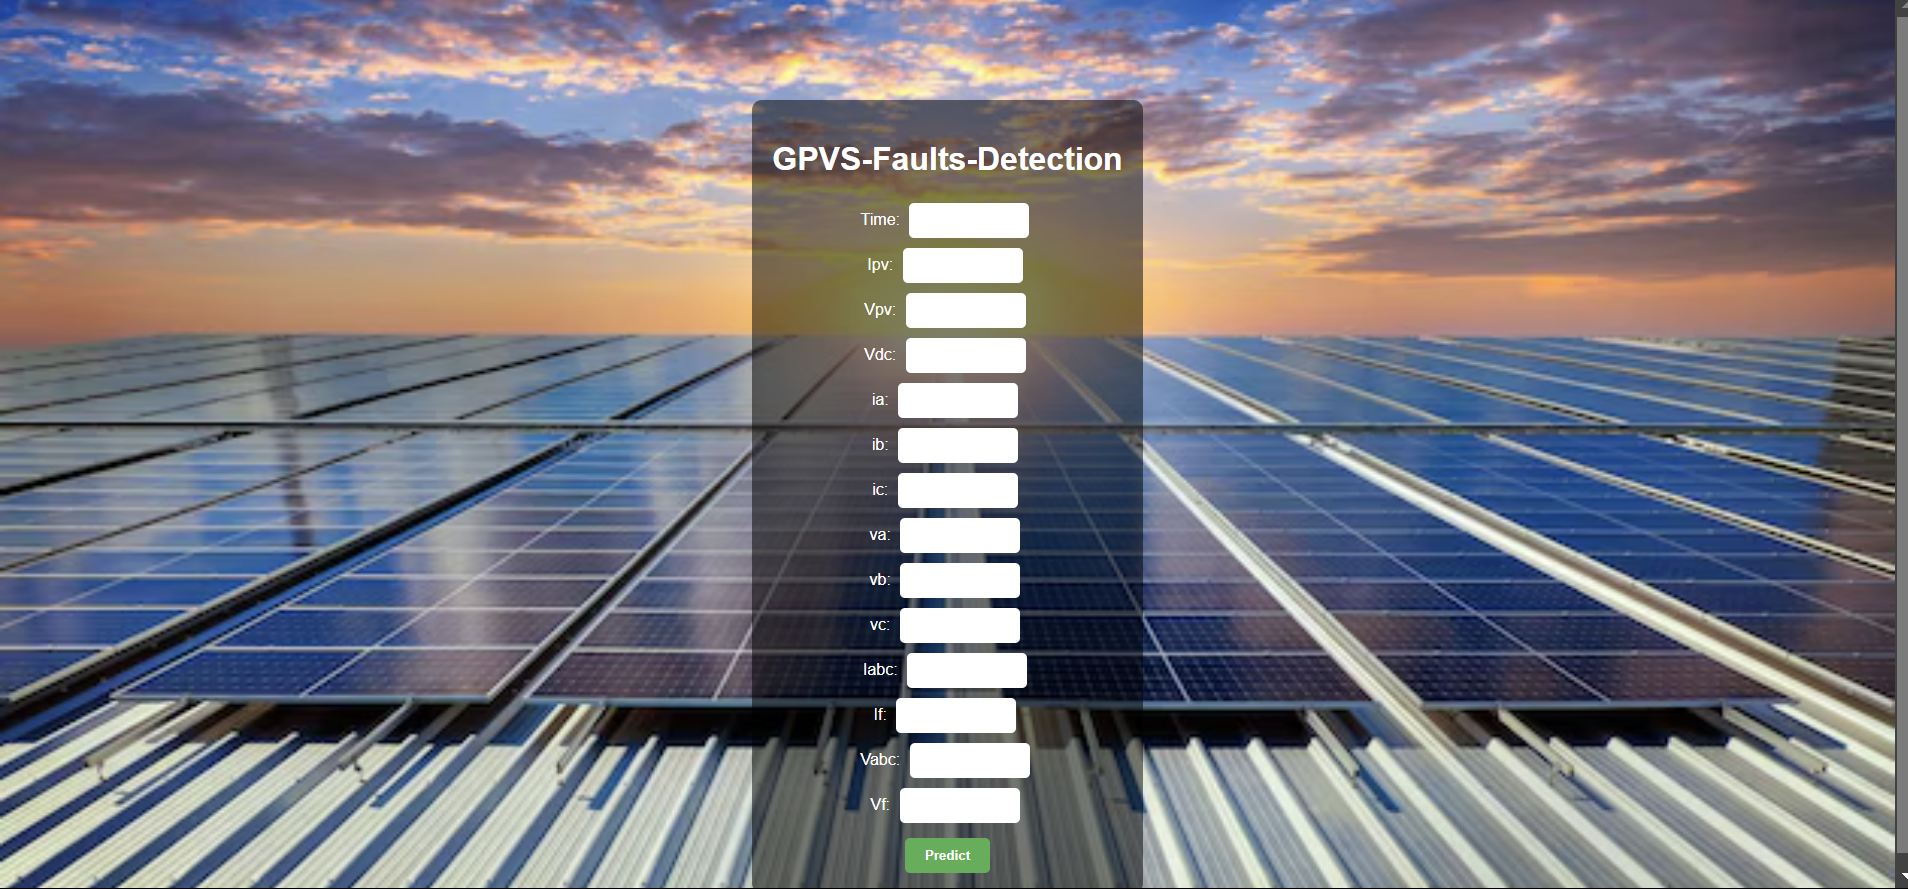 GPVS-Faults-Detection
Time:
Ipv:
Vpv:
Vdc:
ia:
ib:
ic:
va:
vb:
vc:
Iabc:
If:
Vabc:
Vf:
Predict